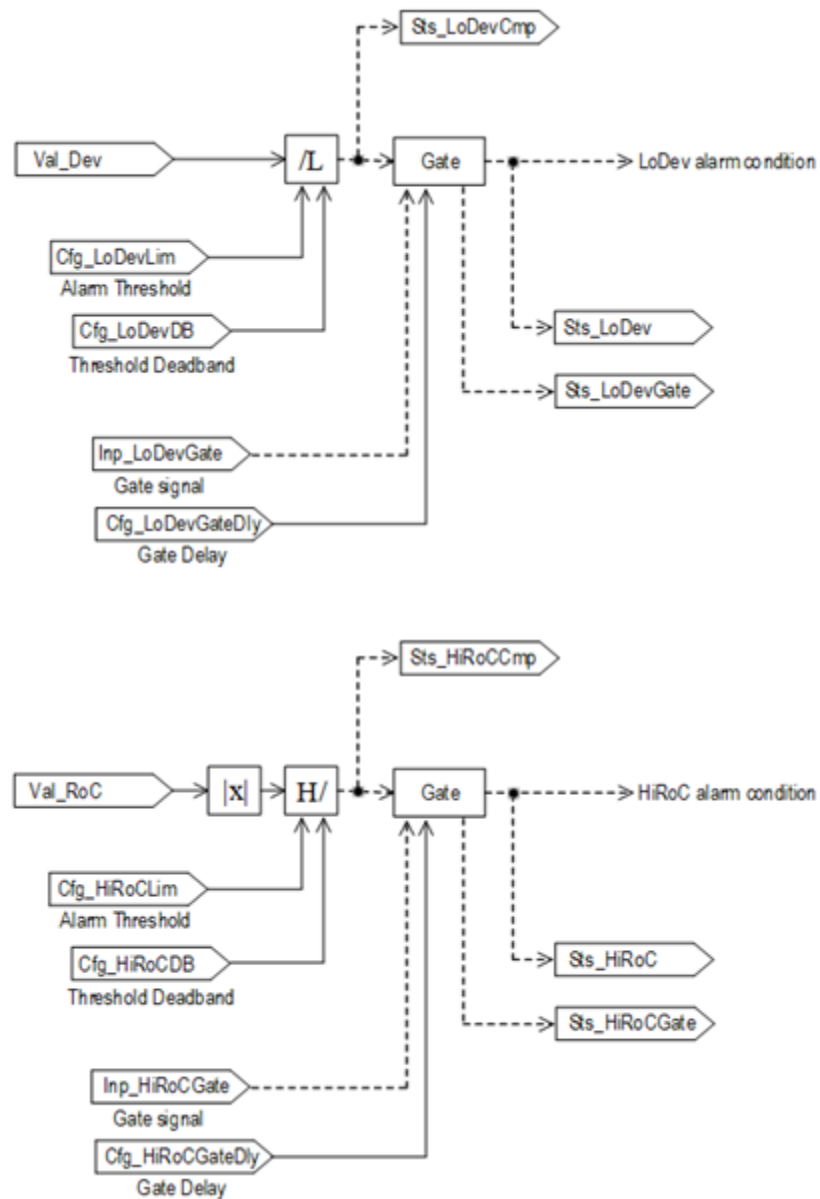 Sts_LoDevCmp
Val_Dev
/L
Gate
LoDev alarm condition
Cfg_LoDevLim
Alarm Threshold
Cfg_LoDevDB
Sts_LoDev
Threshold Deadband
Sts_LoDevGate
Inp_LoDevGate
Gate signal
Cfg_LoDevGateDly
Gate Delay
Sts_HiRoCCmp
Val_RoC
|x|
H/
Gate
HiRoC alarm condition
Cfg_HiRoCLim
Alarm Threshold
Cfg_HiRoCDB
Sts_HiRoC
Threshold Deadband
Sts_HiRoCGate
Inp_HiRoCGate
Gate signal
Cfg_HiRoCGateDly
Gate Delay